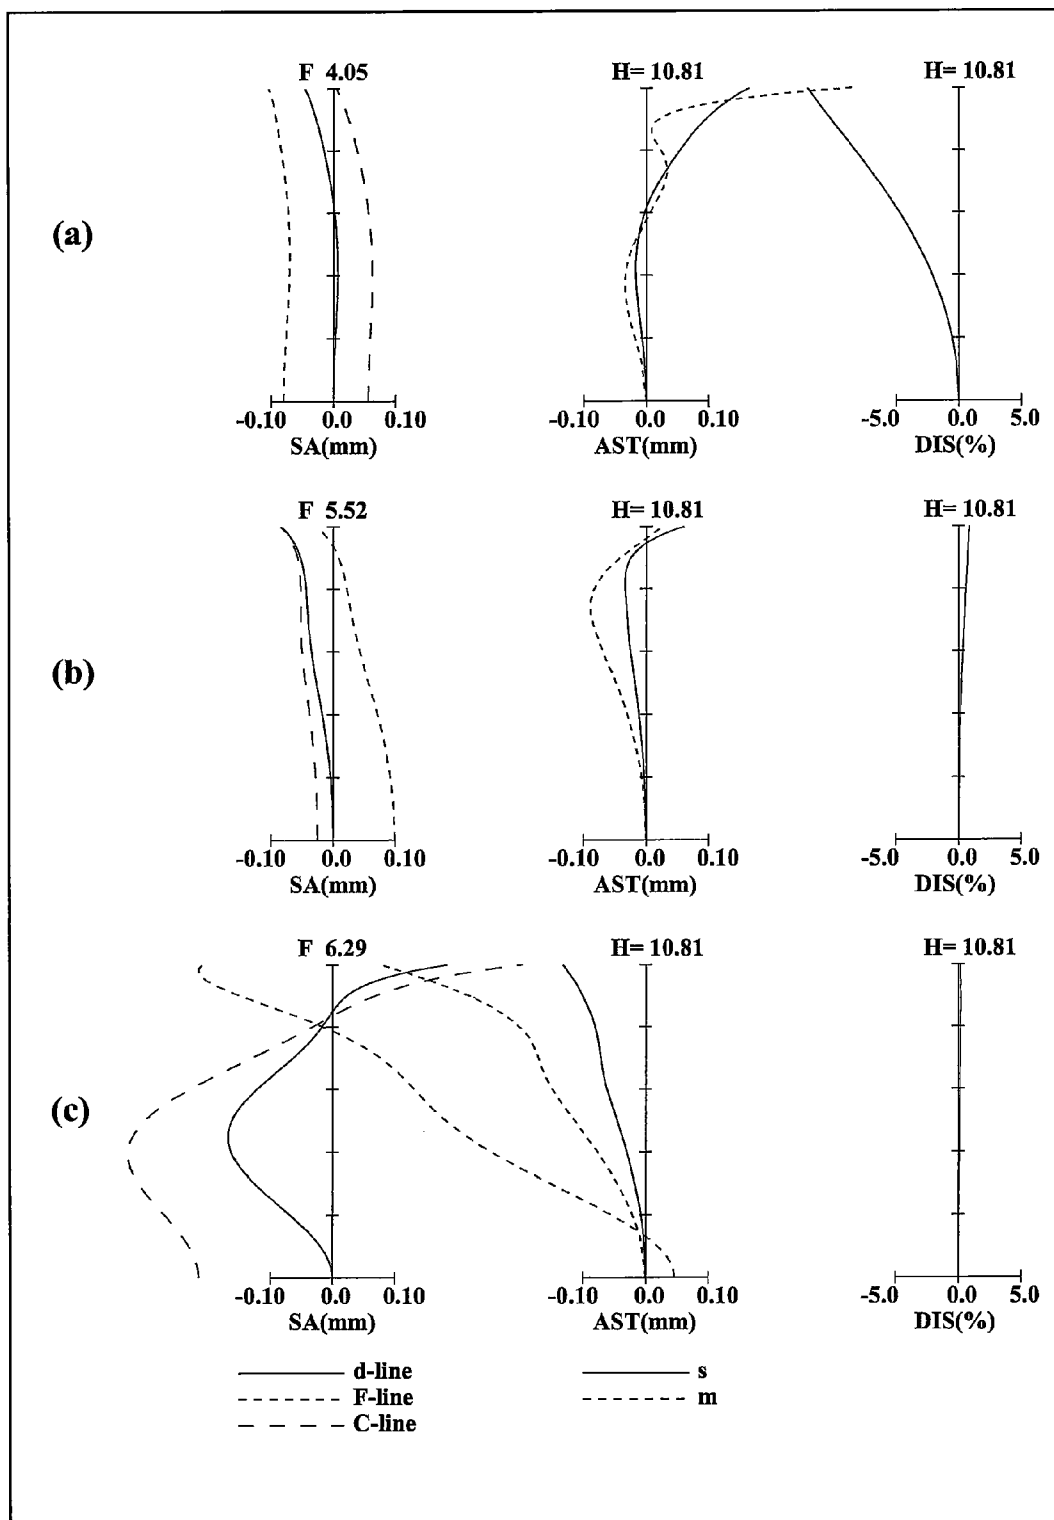 F 4.05 H= 10.81 H= 10.81
(a)
-0.10 0.0 0.10 -0.10 0.0 0.10 -5.0 0.0 5.0
SA(mm) AST(mm) DIS(%)
F 5.52 H= 10.81 H= 10.81
(b)
-0.10 0.0 0.10 -0.10 0.0 0.10 -5.0 0.0 5.0
SA(mm) AST(mm) DIS(%)
F 6.29 H= 10.81 H= 10.81
(c)
-0.10 0.0 0.10 -0.10 0.0 0.10 -5.0 0.0 5.0
SA(mm) AST(mm) DIS(%)
d-line s
F-line m
C-line